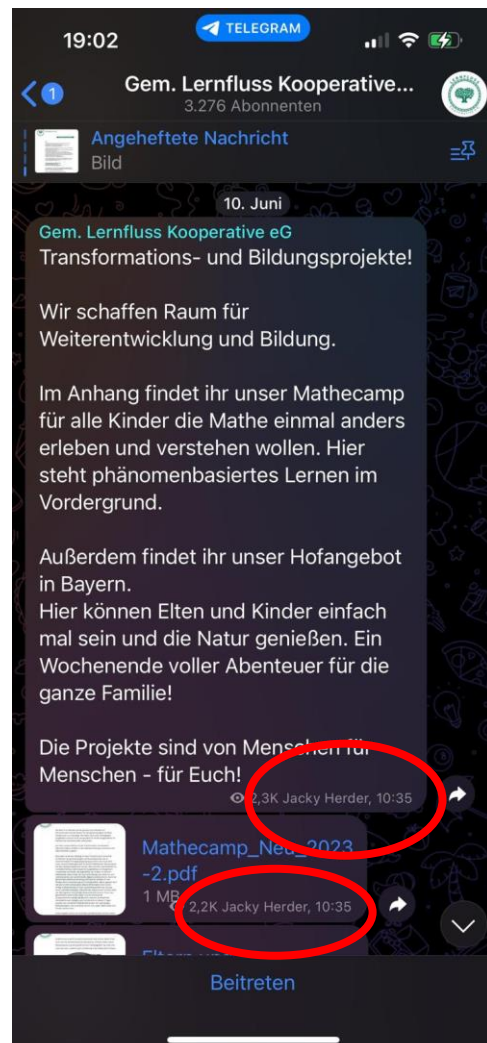 19:02
TELEGRAM
1
Gem. Lernfluss Kooperative...
3.276 Abonnenten
Angeheftete Nachricht
Bild
10. Juni
Gem. Lernfluss Kooperative eG
Transformations- und Bildungsprojekte!
Wir schaffen Raum für
Weiterentwicklung und Bildung.
Im Anhang findet ihr unser Mathecamp
für alle Kinder die Mathe einmal anders
erleben und verstehen wollen. Hier
steht phänomenbasiertes Lernen im
Vordergrund.
Außerdem findet ihr unser Hofangebot
in Bayern.
Hier können Elten und Kinder einfach
mal sein und die Natur genießen. Ein
Wochenende voller Abenteuer für die
ganze Familie!
Die Projekte sind von Menschen für
Menschen - für Euch!
2,3K Jacky Herder, 10:35
Mathecamp_Neu_2023
-2.pdf
1 MB
2,2K Jacky Herder, 10:35
Beitreten